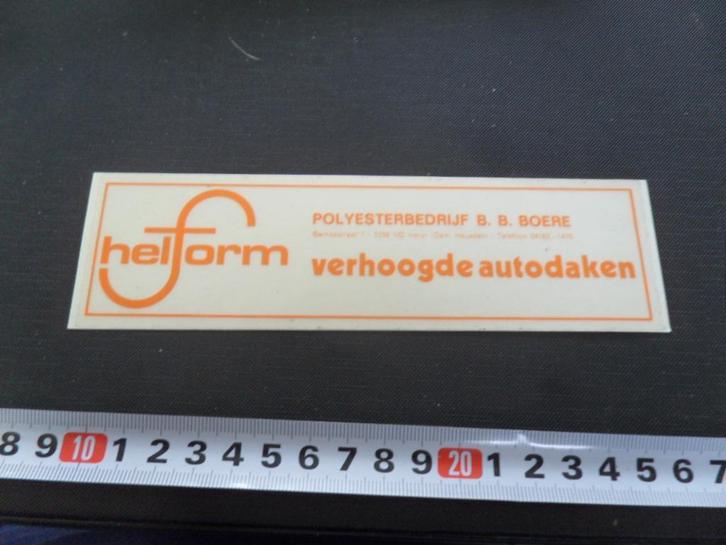 helform
POLYESTERBEDRIJF B. B. BOERE
verhoogde autodaken
8 9 10 1 2 3 4 5 6 7 8 9 20 1 2 3 4 5 6 7